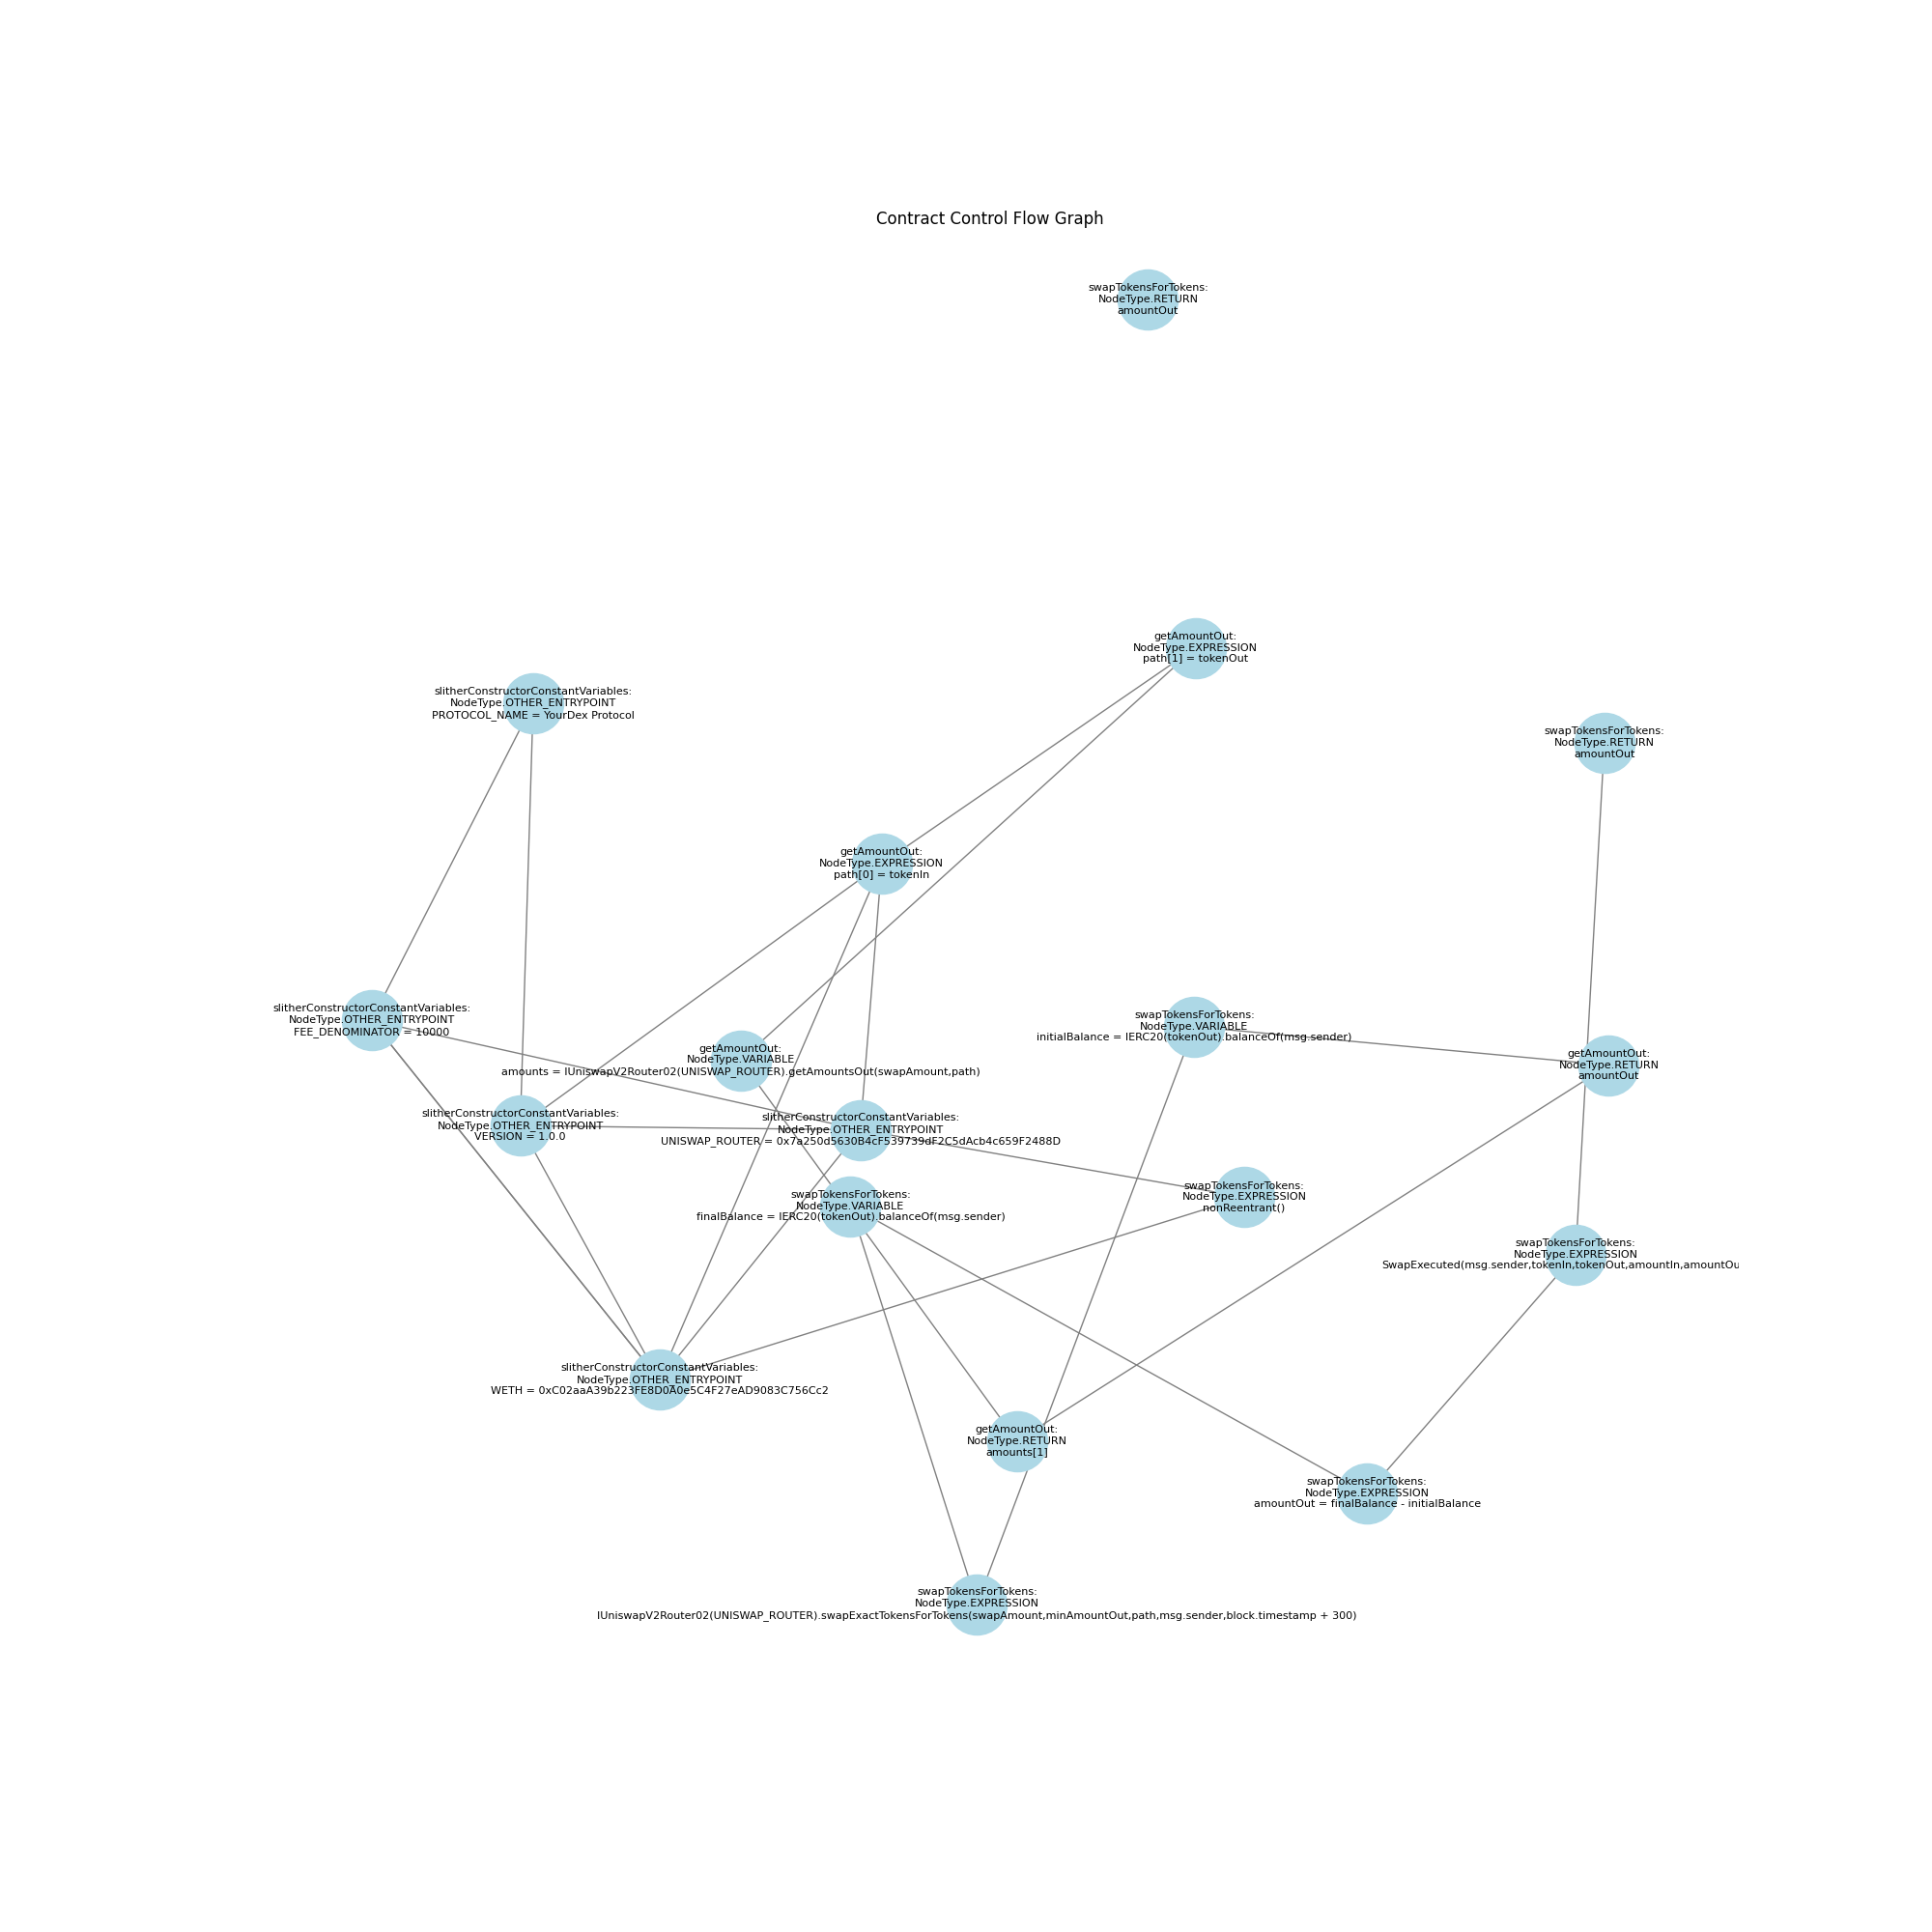 Contract Control Flow Graph
swapTokensForTokens:
NodeType.RETURN
amountOut
getAmountOut:
NodeType.EXPRESSION
path[1] = tokenOut
slitherConstructorConstantVariables:
NodeType.OTHER_ENTRYPOINT
PROTOCOL_NAME = YourDex Protocol
swapTokensForTokens:
NodeType.RETURN
amountOut
getAmountOut:
NodeType.EXPRESSION
path[0] = tokenIn
slitherConstructorConstantVariables:
NodeType.OTHER_ENTRYPOINT
FEE_DENOMINATOR = 10000
swapTokensForTokens:
NodeType.VARIABLE
initialBalance = IERC20(tokenOut).balanceOf(msg.sender)
getAmountOut:
NodeType.VARIABLE
amounts = IUniswapV2Router02(UNISWAP_ROUTER).getAmountsOut(swapAmount,path)
getAmountOut:
NodeType.RETURN
amountOut
slitherConstructorConstantVariables:
NodeType.OTHER_ENTRYPOINT
VERSION = 1.0.0
slitherConstructorConstantVariables:
NodeType.OTHER_ENTRYPOINT
UNISWAP_ROUTER = 0x7a250d5630B4cF539739dF2C5dAcb4c659F2488D
swapTokensForTokens:
NodeType.EXPRESSION
nonReentrant()
swapTokensForTokens:
NodeType.VARIABLE
finalBalance = IERC20(tokenOut).balanceOf(msg.sender)
swapTokensForTokens:
NodeType.EXPRESSION
SwapExecuted(msg.sender,tokenIn,tokenOut,amountIn,amountOu
slitherConstructorConstantVariables:
NodeType.OTHER_ENTRYPOINT
WETH = 0xC02aaA39b223FE8D0A0e5C4F27eAD9083C756Cc2
getAmountOut:
NodeType.RETURN
amounts[1]
swapTokensForTokens:
NodeType.EXPRESSION
amountOut = finalBalance - initialBalance
swapTokensForTokens:
NodeType.EXPRESSION
IUniswapV2Router02(UNISWAP_ROUTER).swapExactTokensForTokens(swapAmount,minAmountOut,path,msg.sender,block.timestamp + 300)